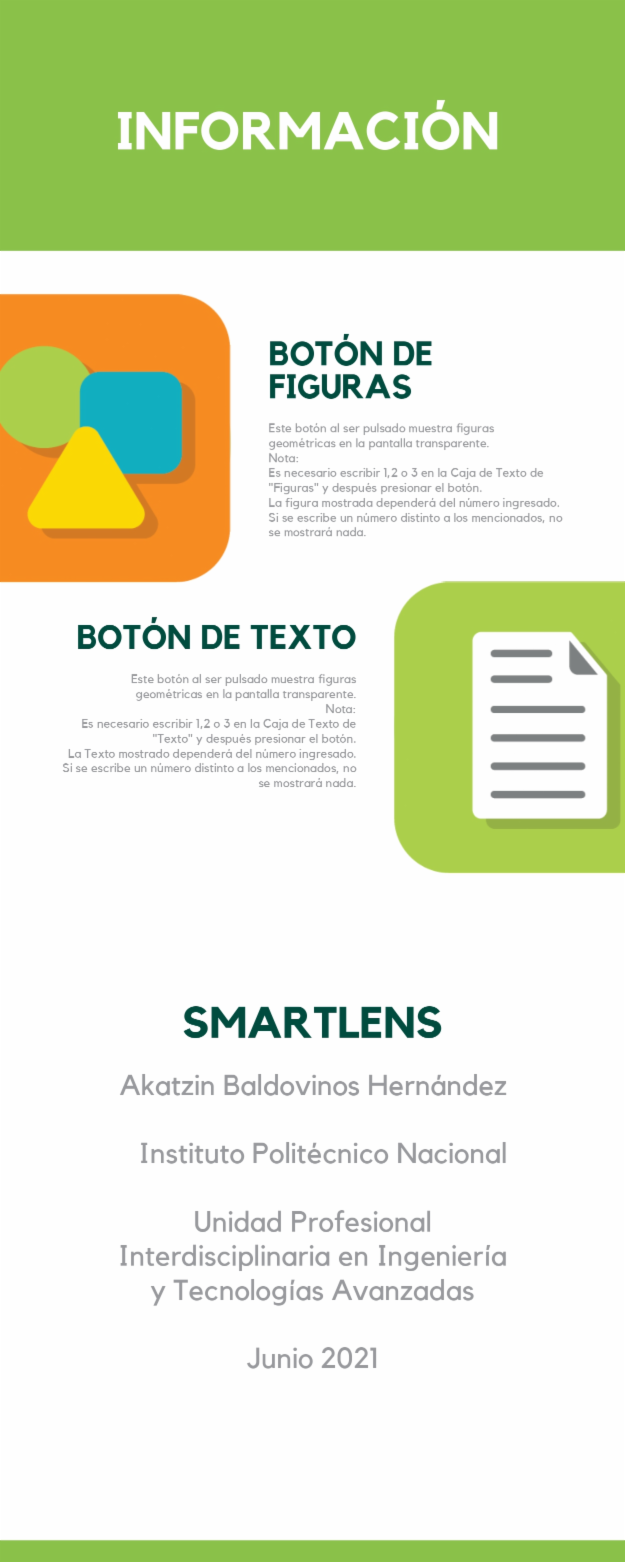 INFORMACIÓN
BOTÓN DE
FIGURAS
Este botón al ser pulsado muestra figuras
geométricas en la pantalla transparente.
Nota:
Es necesario escribir 1,2 o 3 en la Caja de Texto de
"Figuras" y después presionar el botón.
La figura mostrada dependerá del número ingresado.
Si se escribe un número distinto a los mencionados, no
se mostrará nada.
BOTÓN DE TEXTO
Este botón al ser pulsado muestra figuras
geométricas en la pantalla transparente.
Nota:
Es necesario escribir 1,2 o 3 en la Caja de Texto de
"Texto" y después presionar el botón.
La Texto mostrado dependerá del número ingresado.
Si se escribe un número distinto a los mencionados, no
se mostrará nada.
SMARTLENS
Akatzin Baldovinos Hernández
Instituto Politécnico Nacional
Unidad Profesional
Interdisciplinaria en Ingeniería
y Tecnologías Avanzadas
Junio 2021